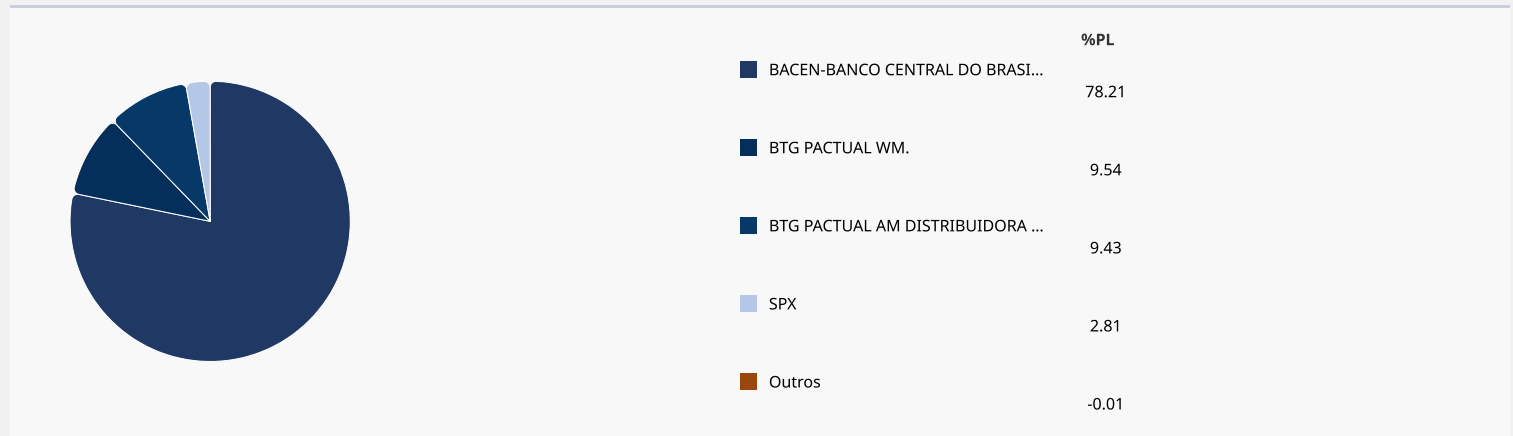 %PL
BACEN-BANCO CENTRAL DO BRASI...
78.21
BTG PACTUAL WM.
9.54
BTG PACTUAL AM DISTRIBUIDORA ...
9.43
SPX
2.81
Outros
-0.01